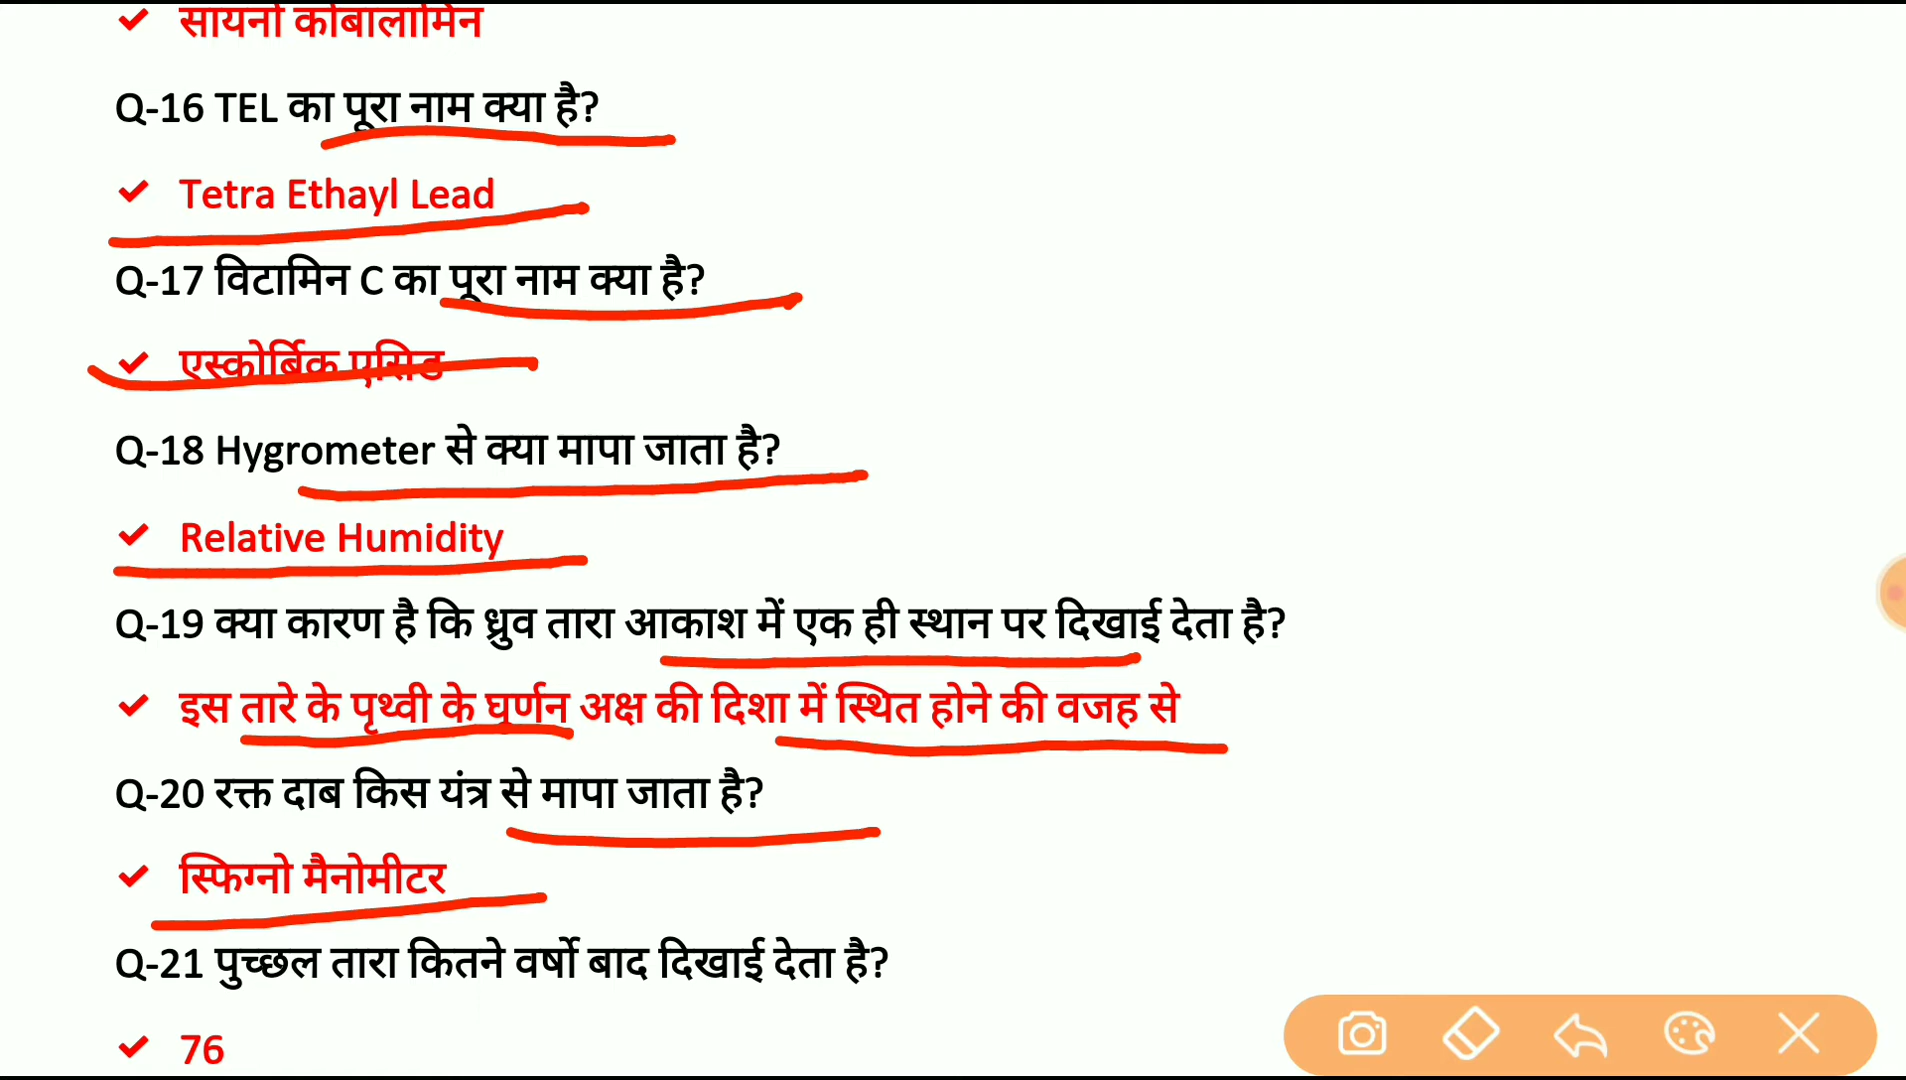 सायनो कोबालामिन
Q-16 TEL का पूरा नाम क्या है?
Tetra Ethayl Lead
Q-17 विटामिन C का पूरा नाम क्या है?
एस्कोर्बिक एसिड
Q-18 Hygrometer से क्या मापा जाता है?
Relative Humidity
Q-19 क्या कारण है कि ध्रुव तारा आकाश में एक ही स्थान पर दिखाई देता है?
इस तारे के पृथ्वी के घूर्णन अक्ष की दिशा में स्थित होने की वजह से
Q-20 रक्त दाब किस यंत्र से मापा जाता है?
स्फिग्नो मैनोमीटर
Q-21 पुच्छल तारा कितने वर्षो बाद दिखाई देता है?
76